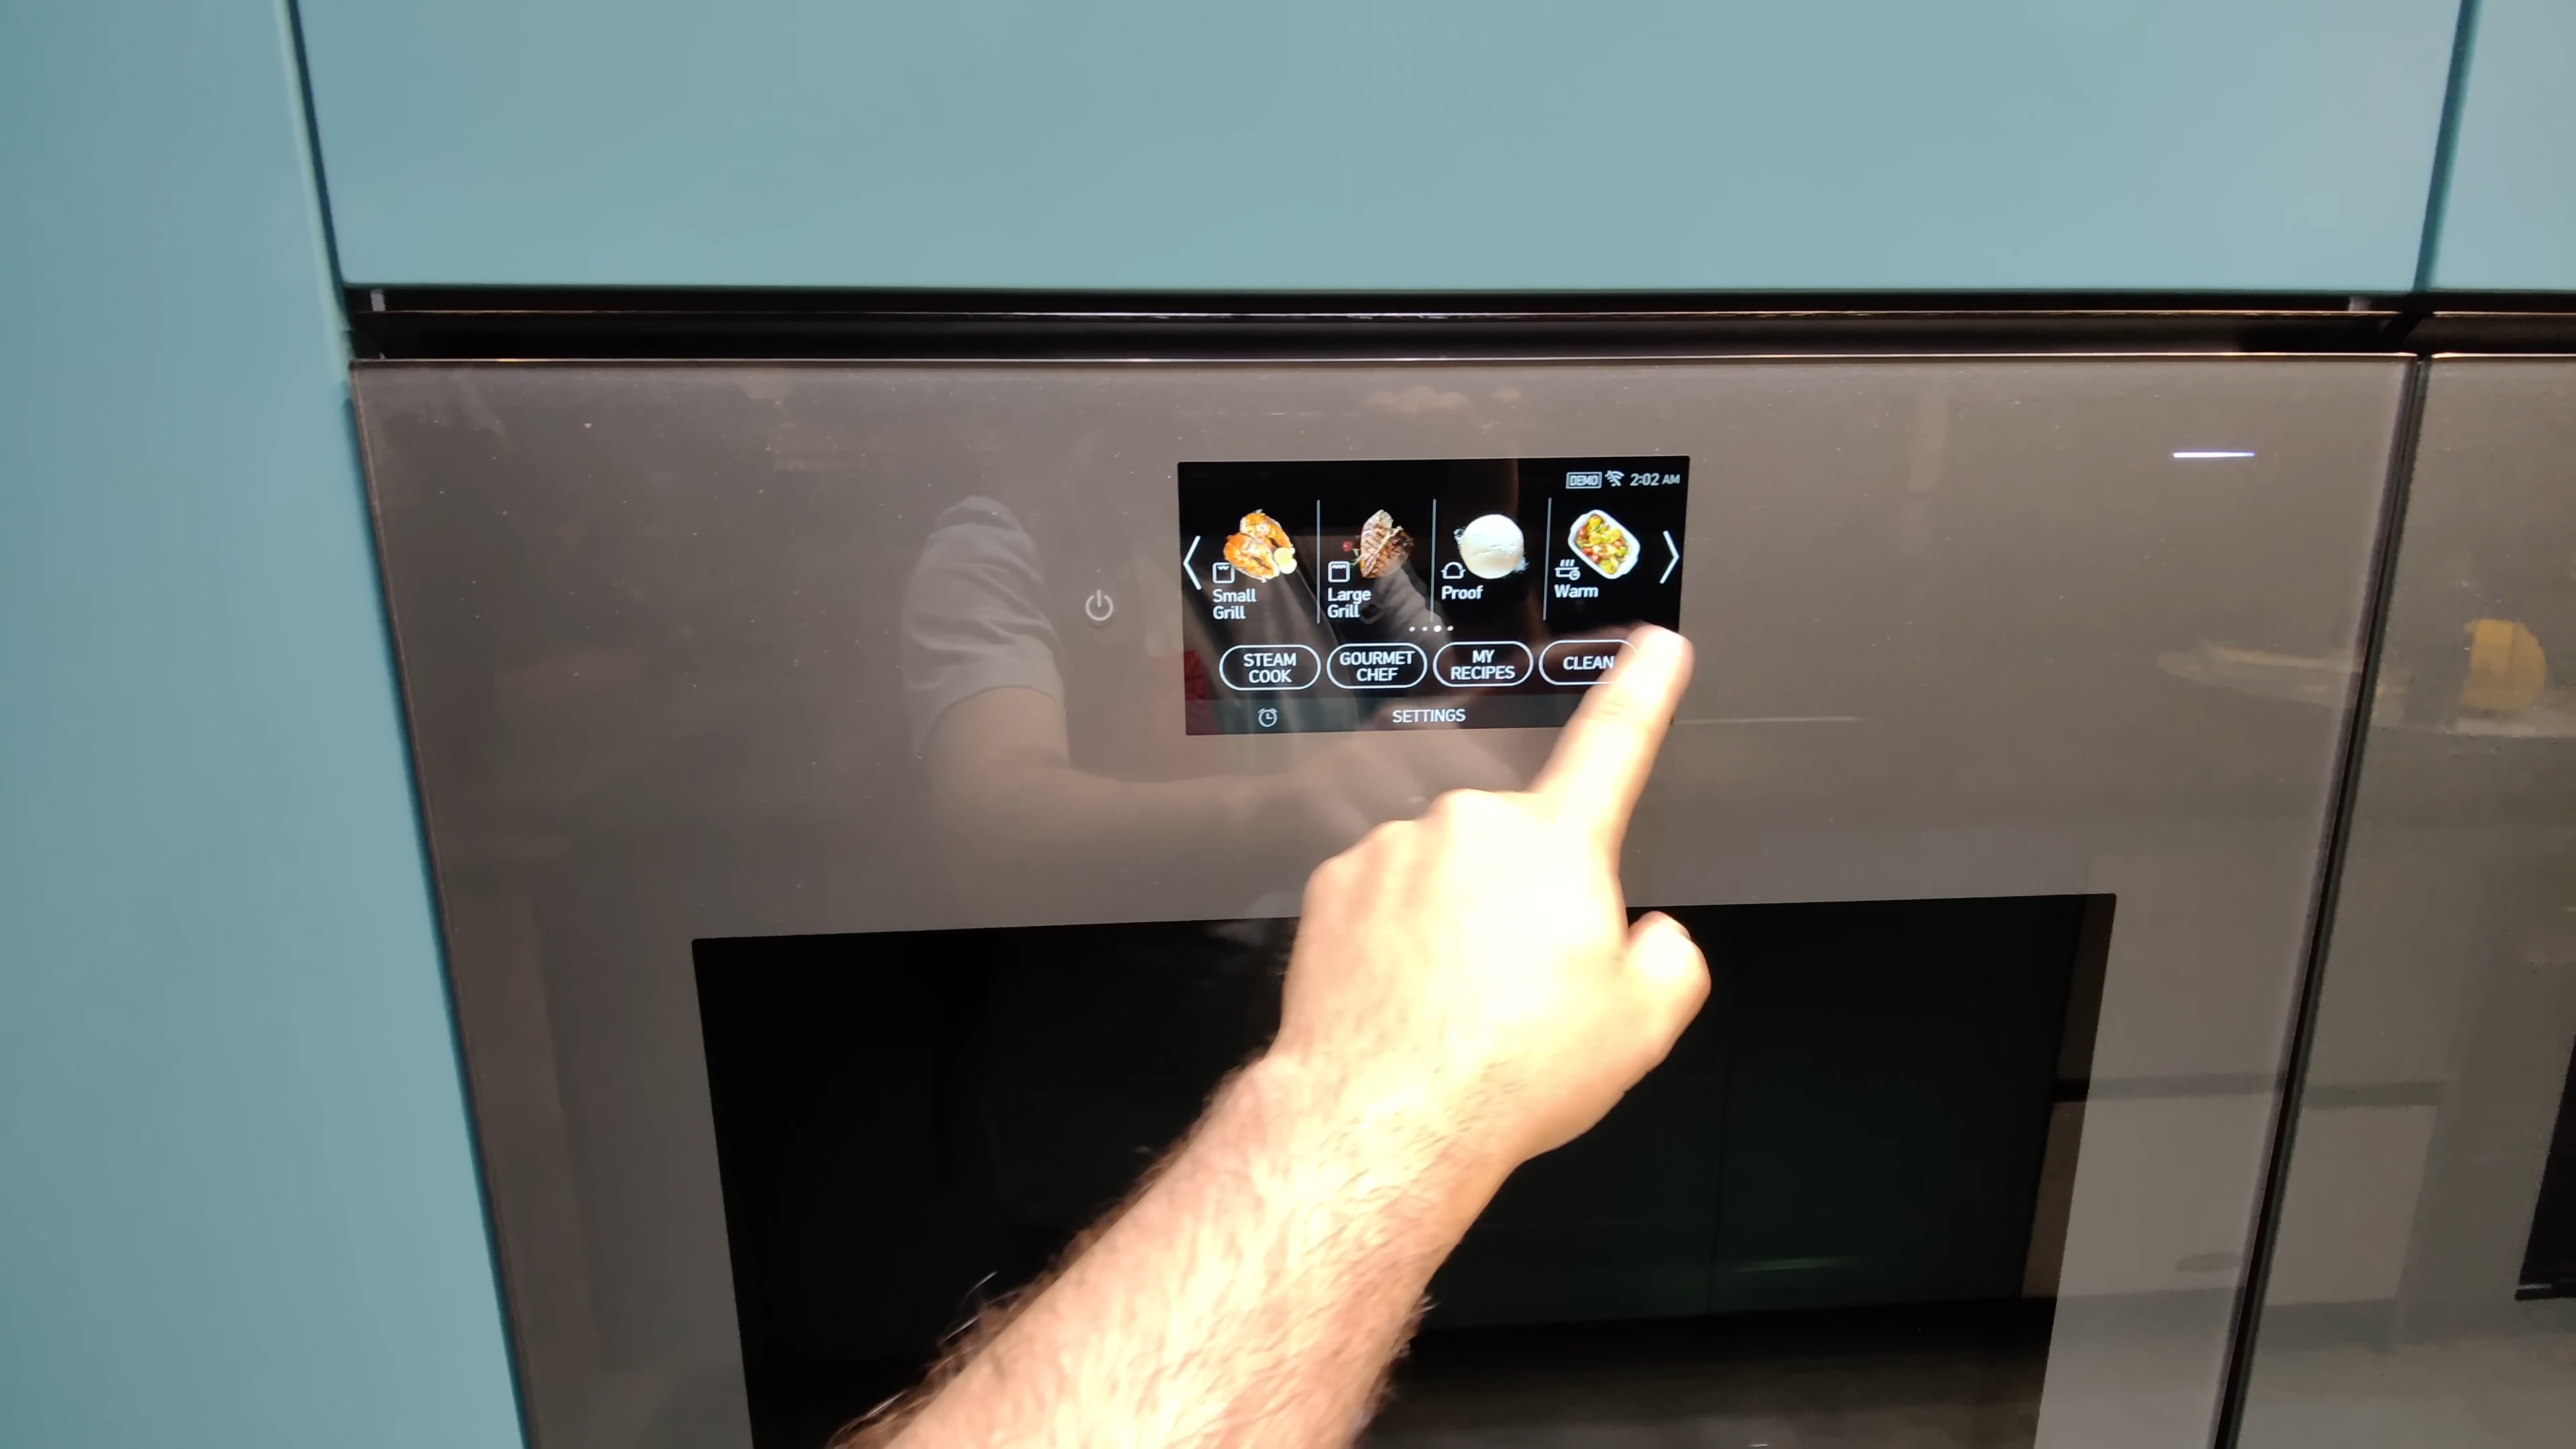 DEMO 2:02 AM
Small
Grill
Large
Grill
Proof
Warm
STEAM
COOK
GOURMET
CHEF
MY
RECIPES
CLEAN
SETTINGS